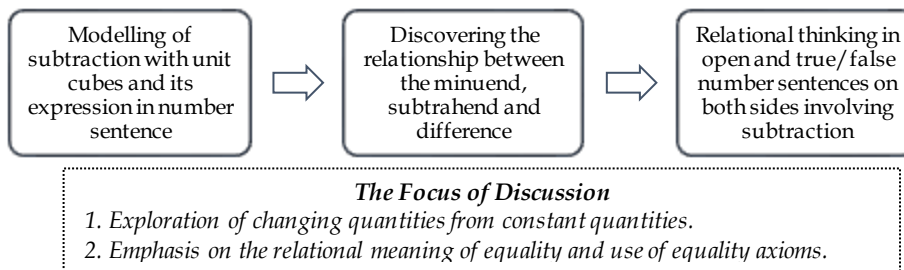 Modelling of
subtraction with unit
cubes and its
expression in number
sentence
Discovering the
relationship between
the minuend,
subtrahend and
difference
Relational thinking in
open and true/false
number sentences on
both sides involving
subtraction
The Focus of Discussion
1. Exploration of changing quantities from constant quantities.
2. Emphasis on the relational meaning of equality and use of equality axioms.